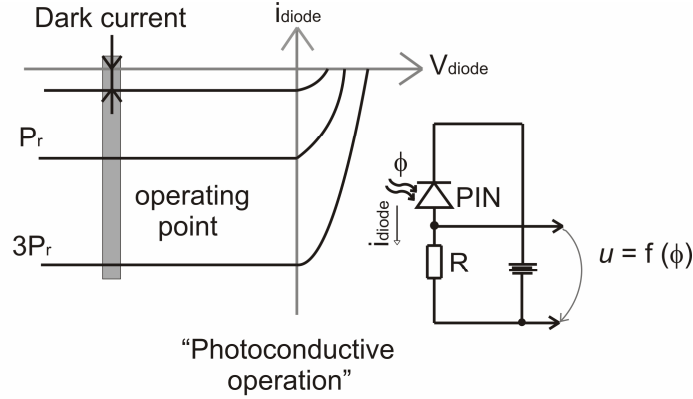 Dark current
idiode
Vdiode
Pr
operating
point
3Pr
ϕ
PIN
idiode
R
u = f (ϕ)
“Photoconductive
operation”